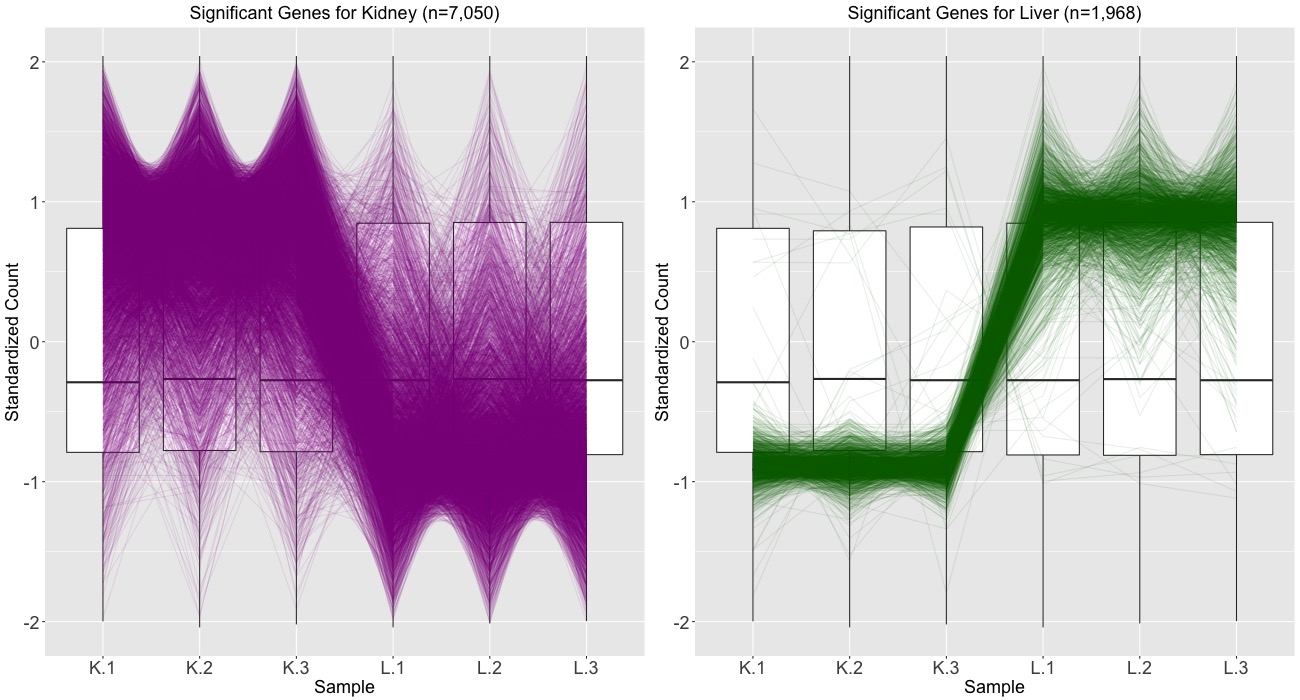 Significant Genes for Kidney (n=7,050)
Standardized Count
2
1
0
-1
-2
K.1 K.2 K.3 L.1 L.2 L.3
Sample
Significant Genes for Liver (n=1,968)
Standardized Count
2
1
0
-1
-2
K.1 K.2 K.3 L.1 L.2 L.3
Sample